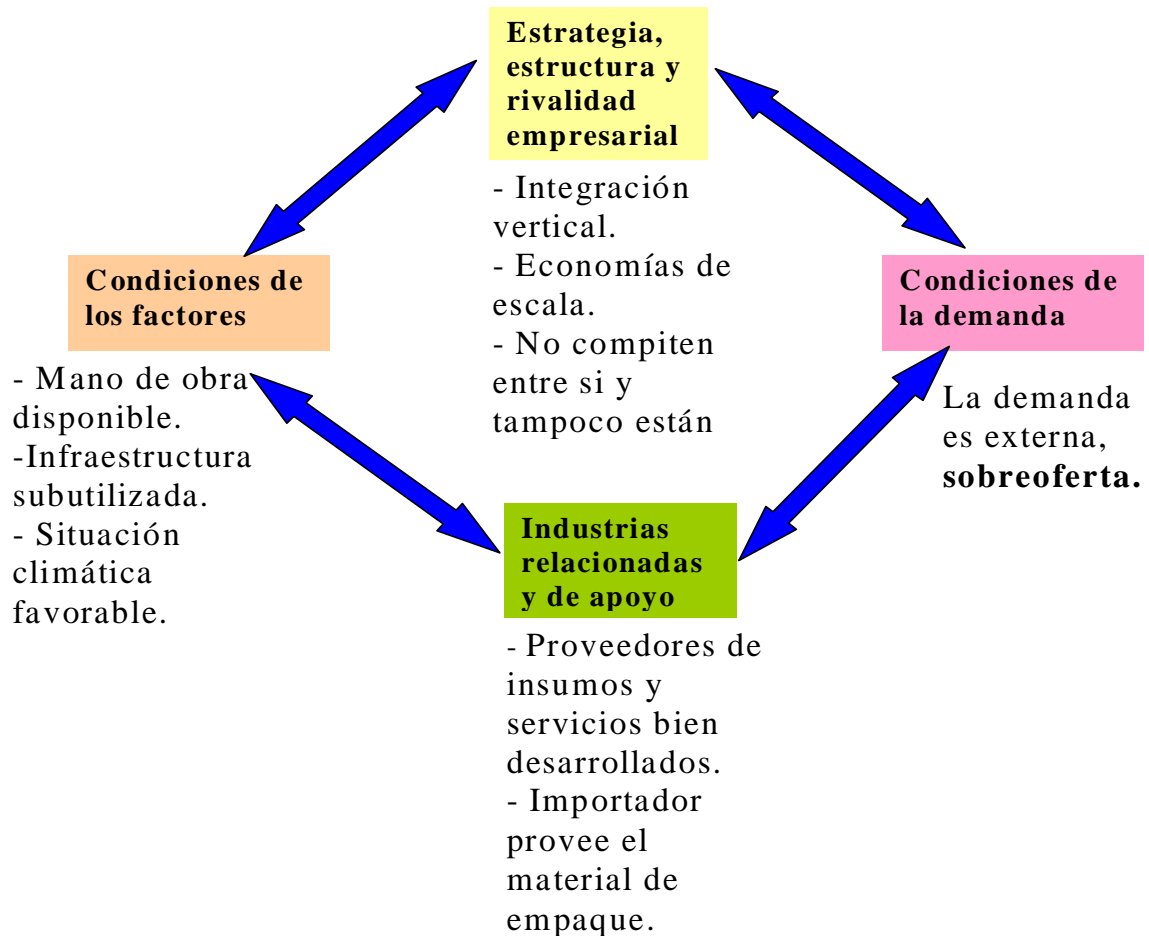 Estrategia,
estructura y
rivalidad
empresarial
- Integración
vertical.
- Economías de
escala.
- No compiten
entre si y
tampoco están
Condiciones de
los factores
- Mano de obra
disponible.
-Infraestructura
subutilizada.
- Situación
climática
favorable.
Condiciones de
la demanda
La demanda
es externa,
sobreoferta.
Industrias
relacionadas
y de apoyo
- Proveedores de
insumos y
servicios bien
desarrollados.
- Importador
provee el
material de
empaque.